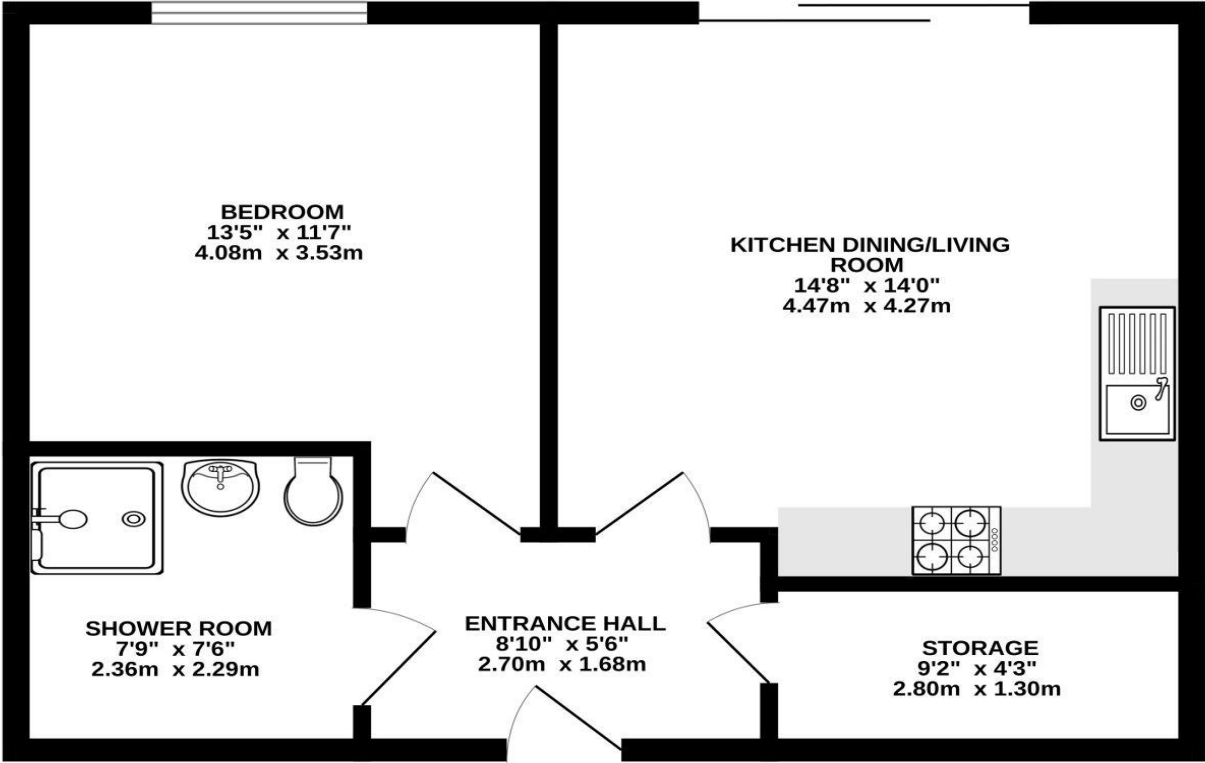 BEDROOM
13'5" x 11'7"
4.08m x 3.53m
KITCHEN DINING/LIVING
ROOM
14'8" x 14'0"
4.47m x 4.27m
SHOWER ROOM
7'9" x 7'6"
2.36m x 2.29m
ENTRANCE HALL
8'10" x 5'6"
2.70m x 1.68m
STORAGE
9'2" x 4'3"
2.80m x 1.30m